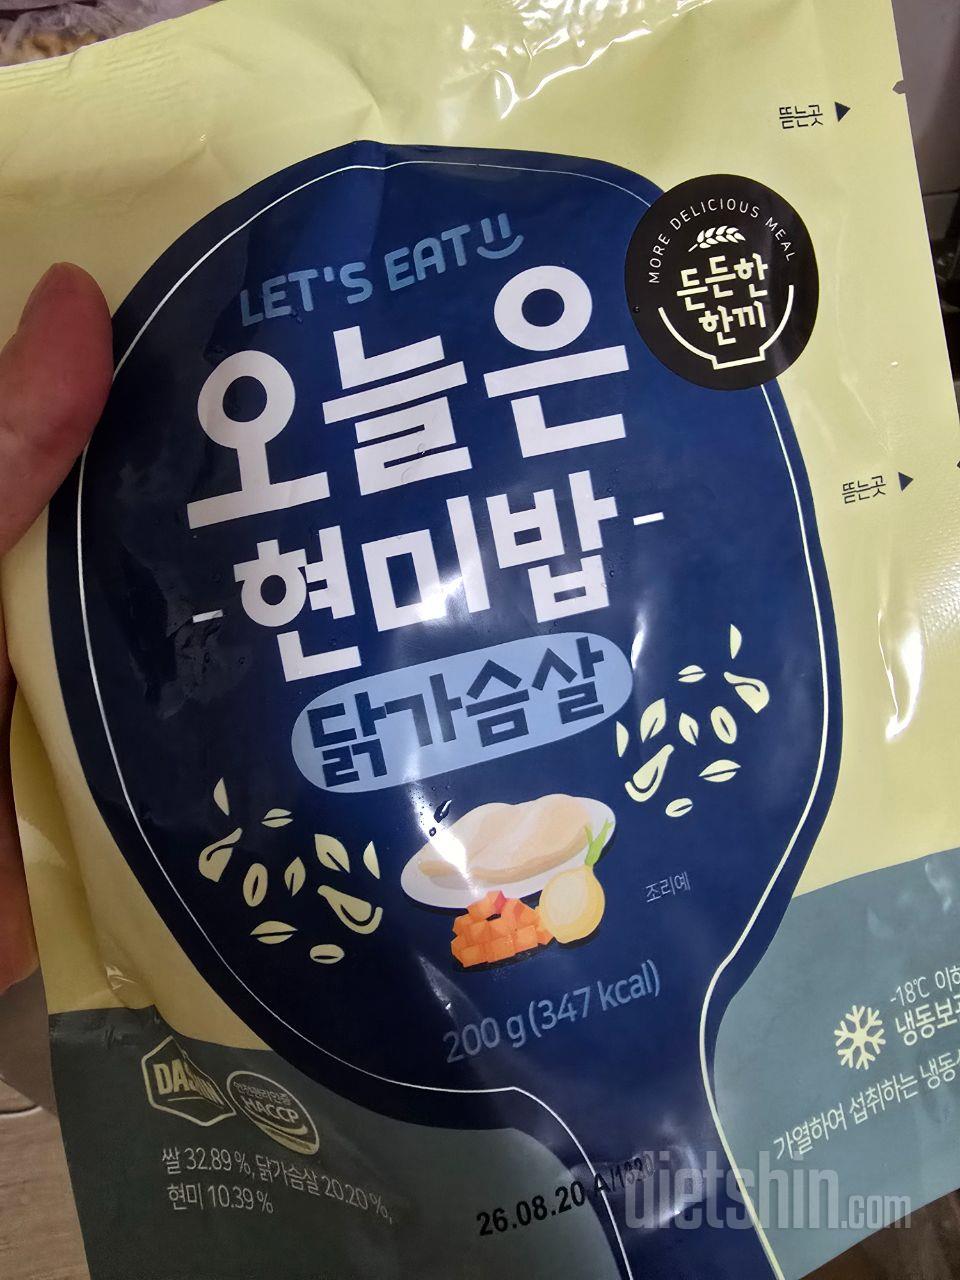 뜯는곳
MORE DELICIOUS MEAL
든든한
한끼
LET'S EAT
오늘은
뜯는곳
-현미밥-
닭가슴살
조리예
200 g (347 kcal)
-18℃ 이하
냉동보관
가열하여 섭취하는 냉동
HACCP
쌀 32.89 %, 닭가슴살 20.20 %,
현미 10.39 %
26.08.20 A/1320
dietshin.com